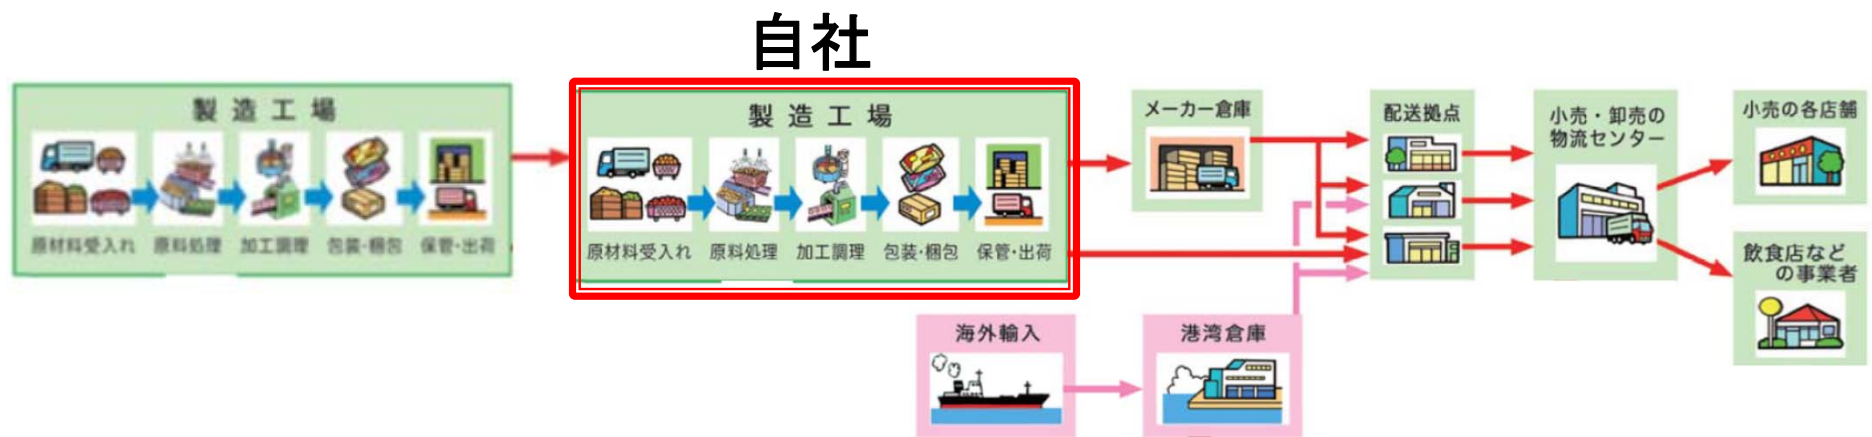 自社
製造工場
原材料受入れ
原料処理
加工調理
包装・梱包
保管・出荷
製造工場
原材料受入れ
原料処理
加工調理
包装・梱包
保管・出荷
メーカー倉庫
配送拠点
小売・卸売の
物流センター
小売の各店舗
飲食店など
の事業者
海外輸入
港湾倉庫